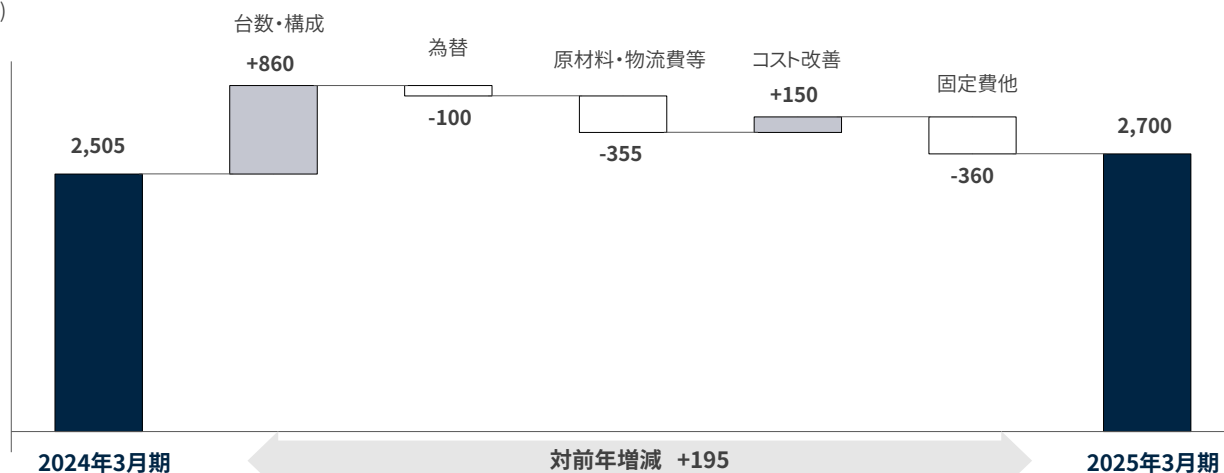 )
台数・構成
+860
為替
-100
原材料・物流費等
-355
コスト改善
+150
固定費他
-360
2,505
2,700
2024年3月期
対前年増減 +195
2025年3月期